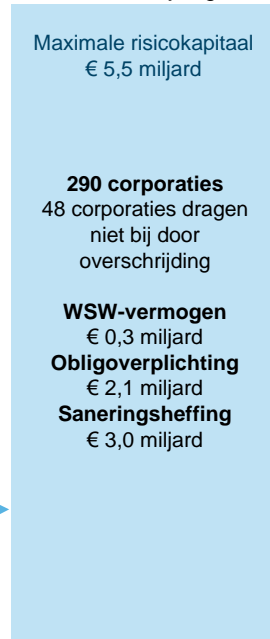 Maximale risicokapitaal
€ 5,5 miljard
290 corporaties
48 corporaties dragen
niet bij door
overschrijding
WSW-vermogen
€ 0,3 miljard
Obligoverplichting
€ 2,1 miljard
Saneringsheffing
€ 3,0 miljard